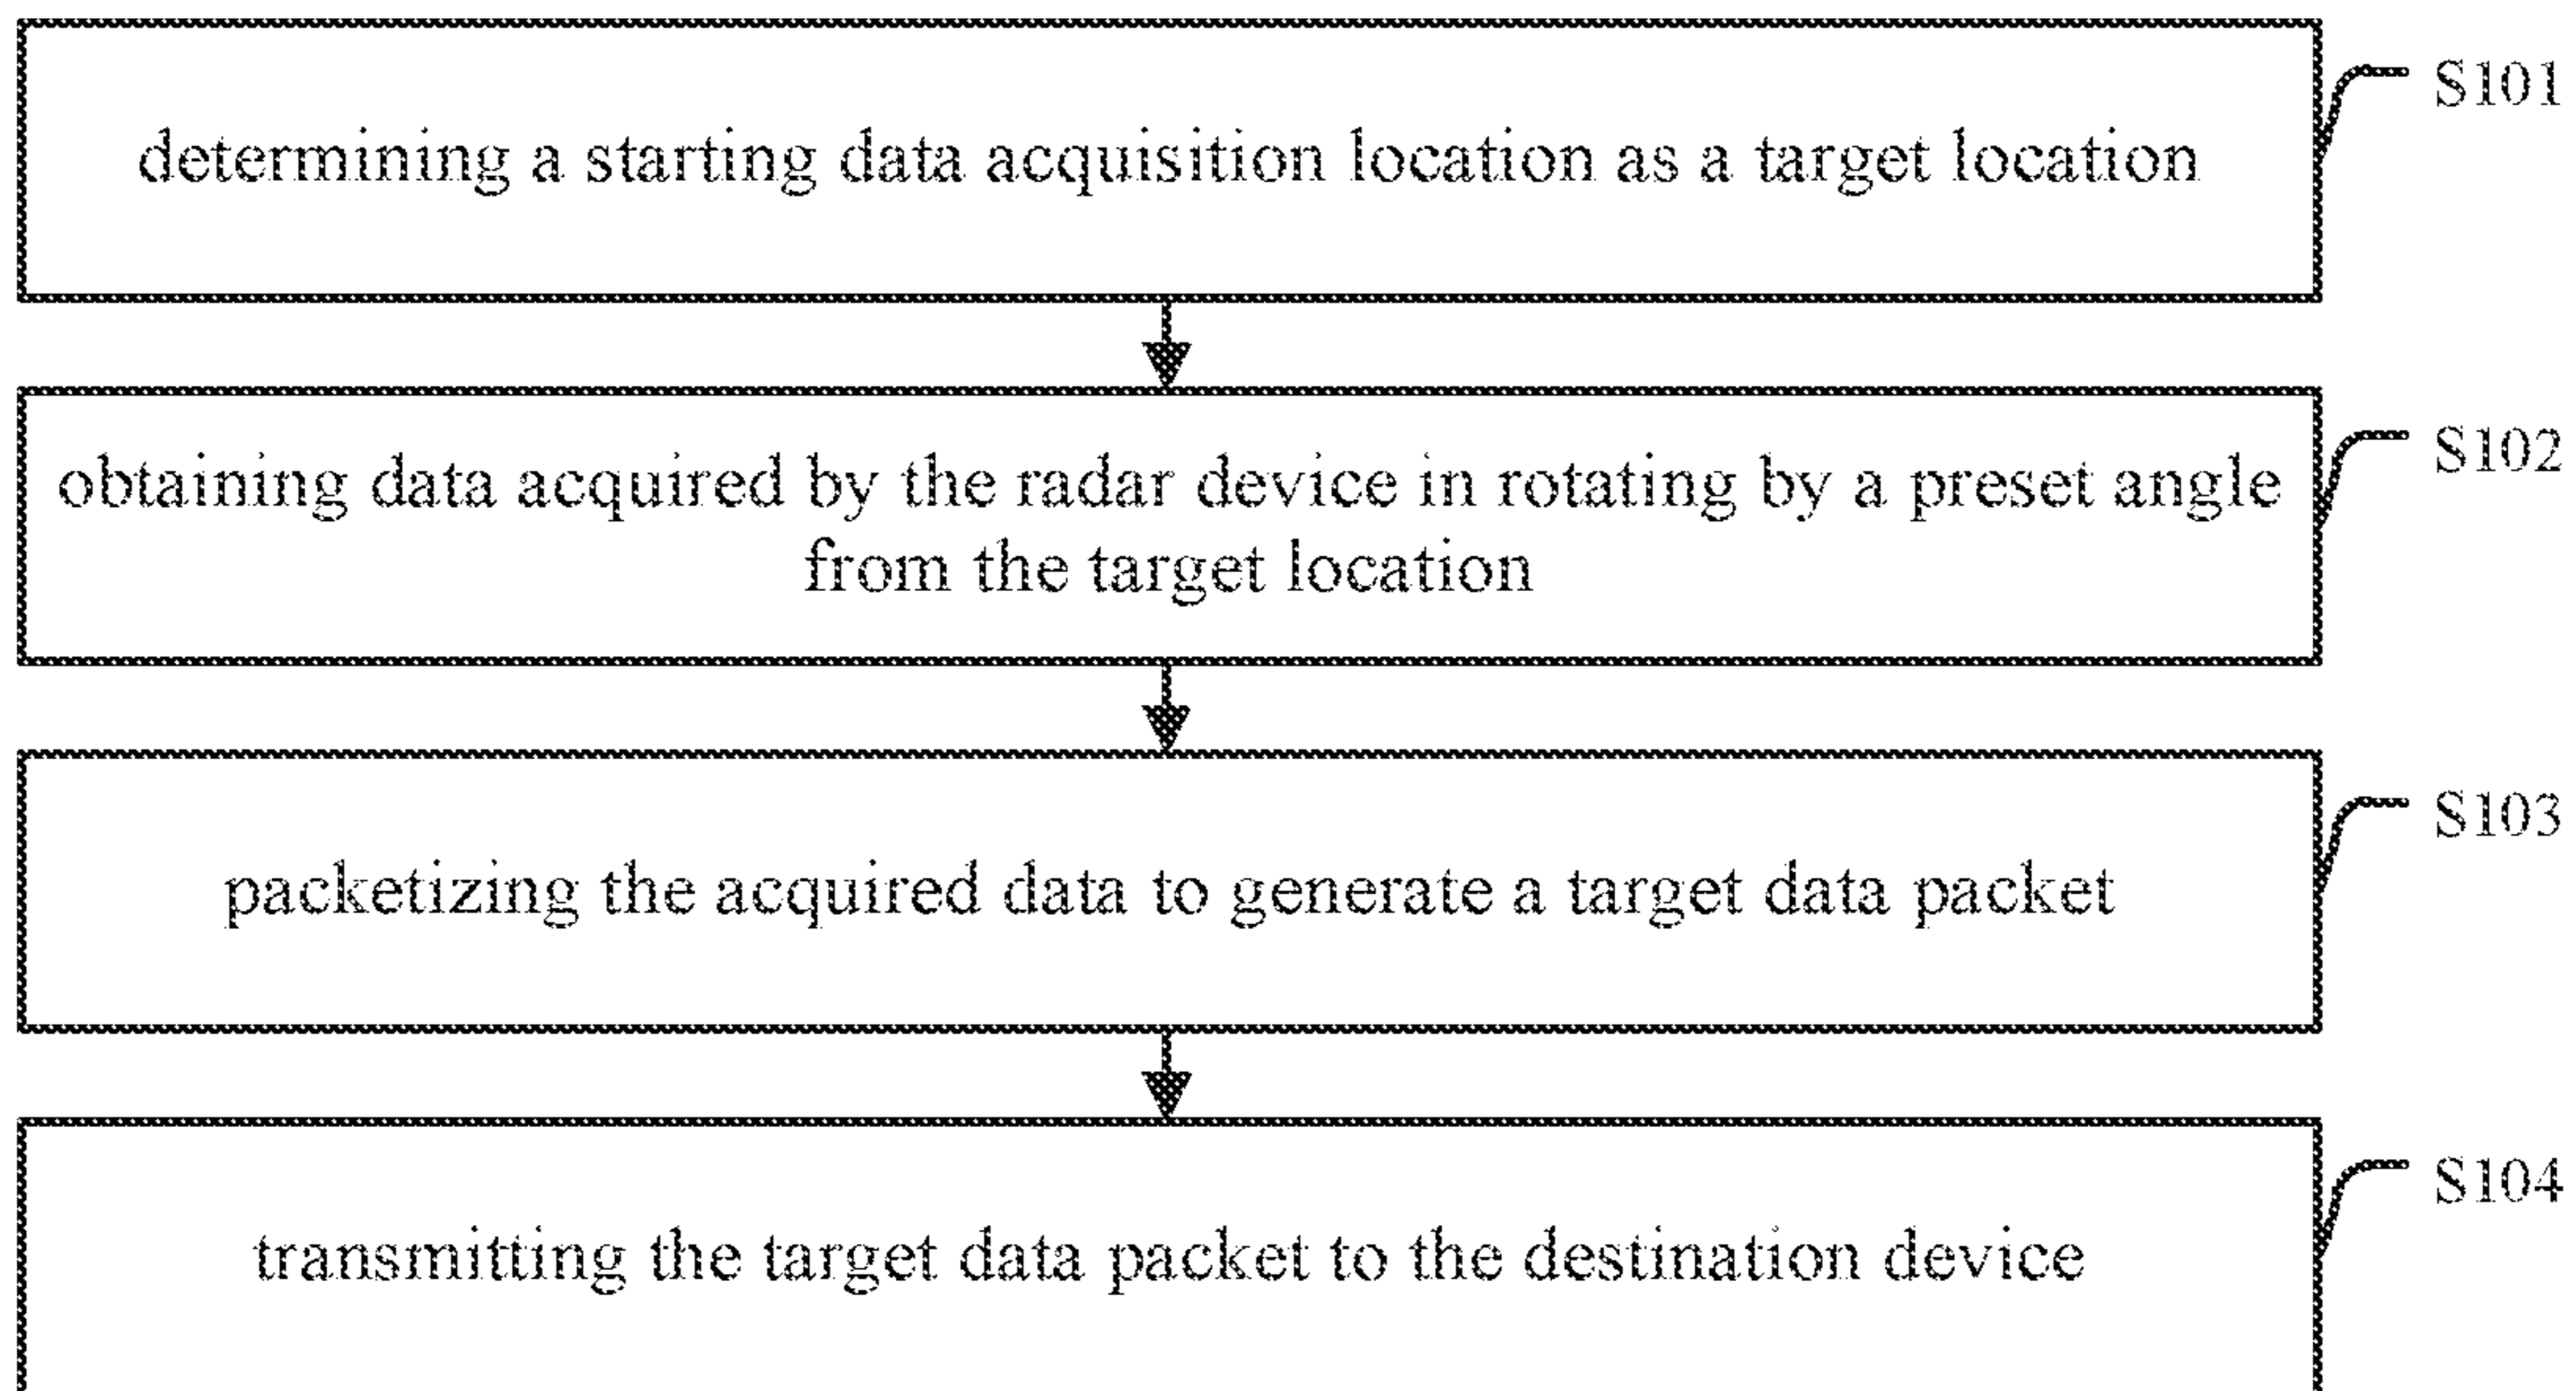 determining a starting data acquisition location as a target location
S101
obtaining data acquired by the radar device in rotating by a preset angle
from the target location
S102
packetizing the acquired data to generate a target data packet
S103
transmitting the target data packet to the destination device
S104